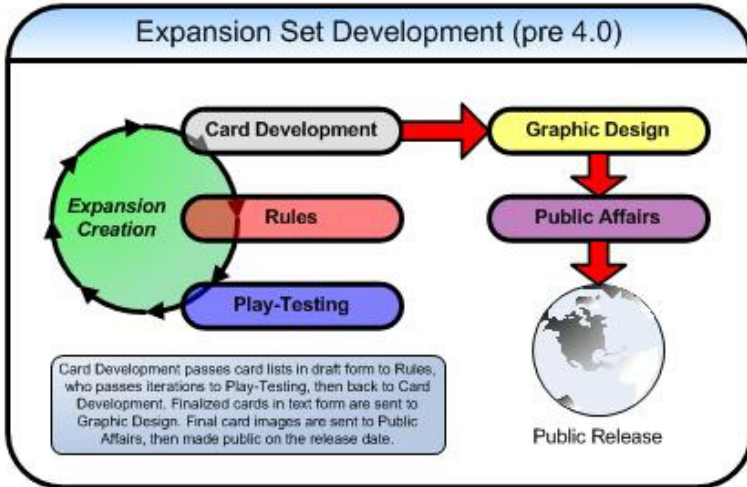 Expansion Set Development (pre 4.0)
Card Development
Graphic Design
Expansion
Creation
Rules
Public Affairs
Play-Testing
Card Development passes card lists in draft form to Rules,
who passes iterations to Play-Testing, then back to Card
Development. Finalized cards in text form are sent to
Graphic Design. Final card images are sent to Public
Affairs, then made public on the release date.
Public Release